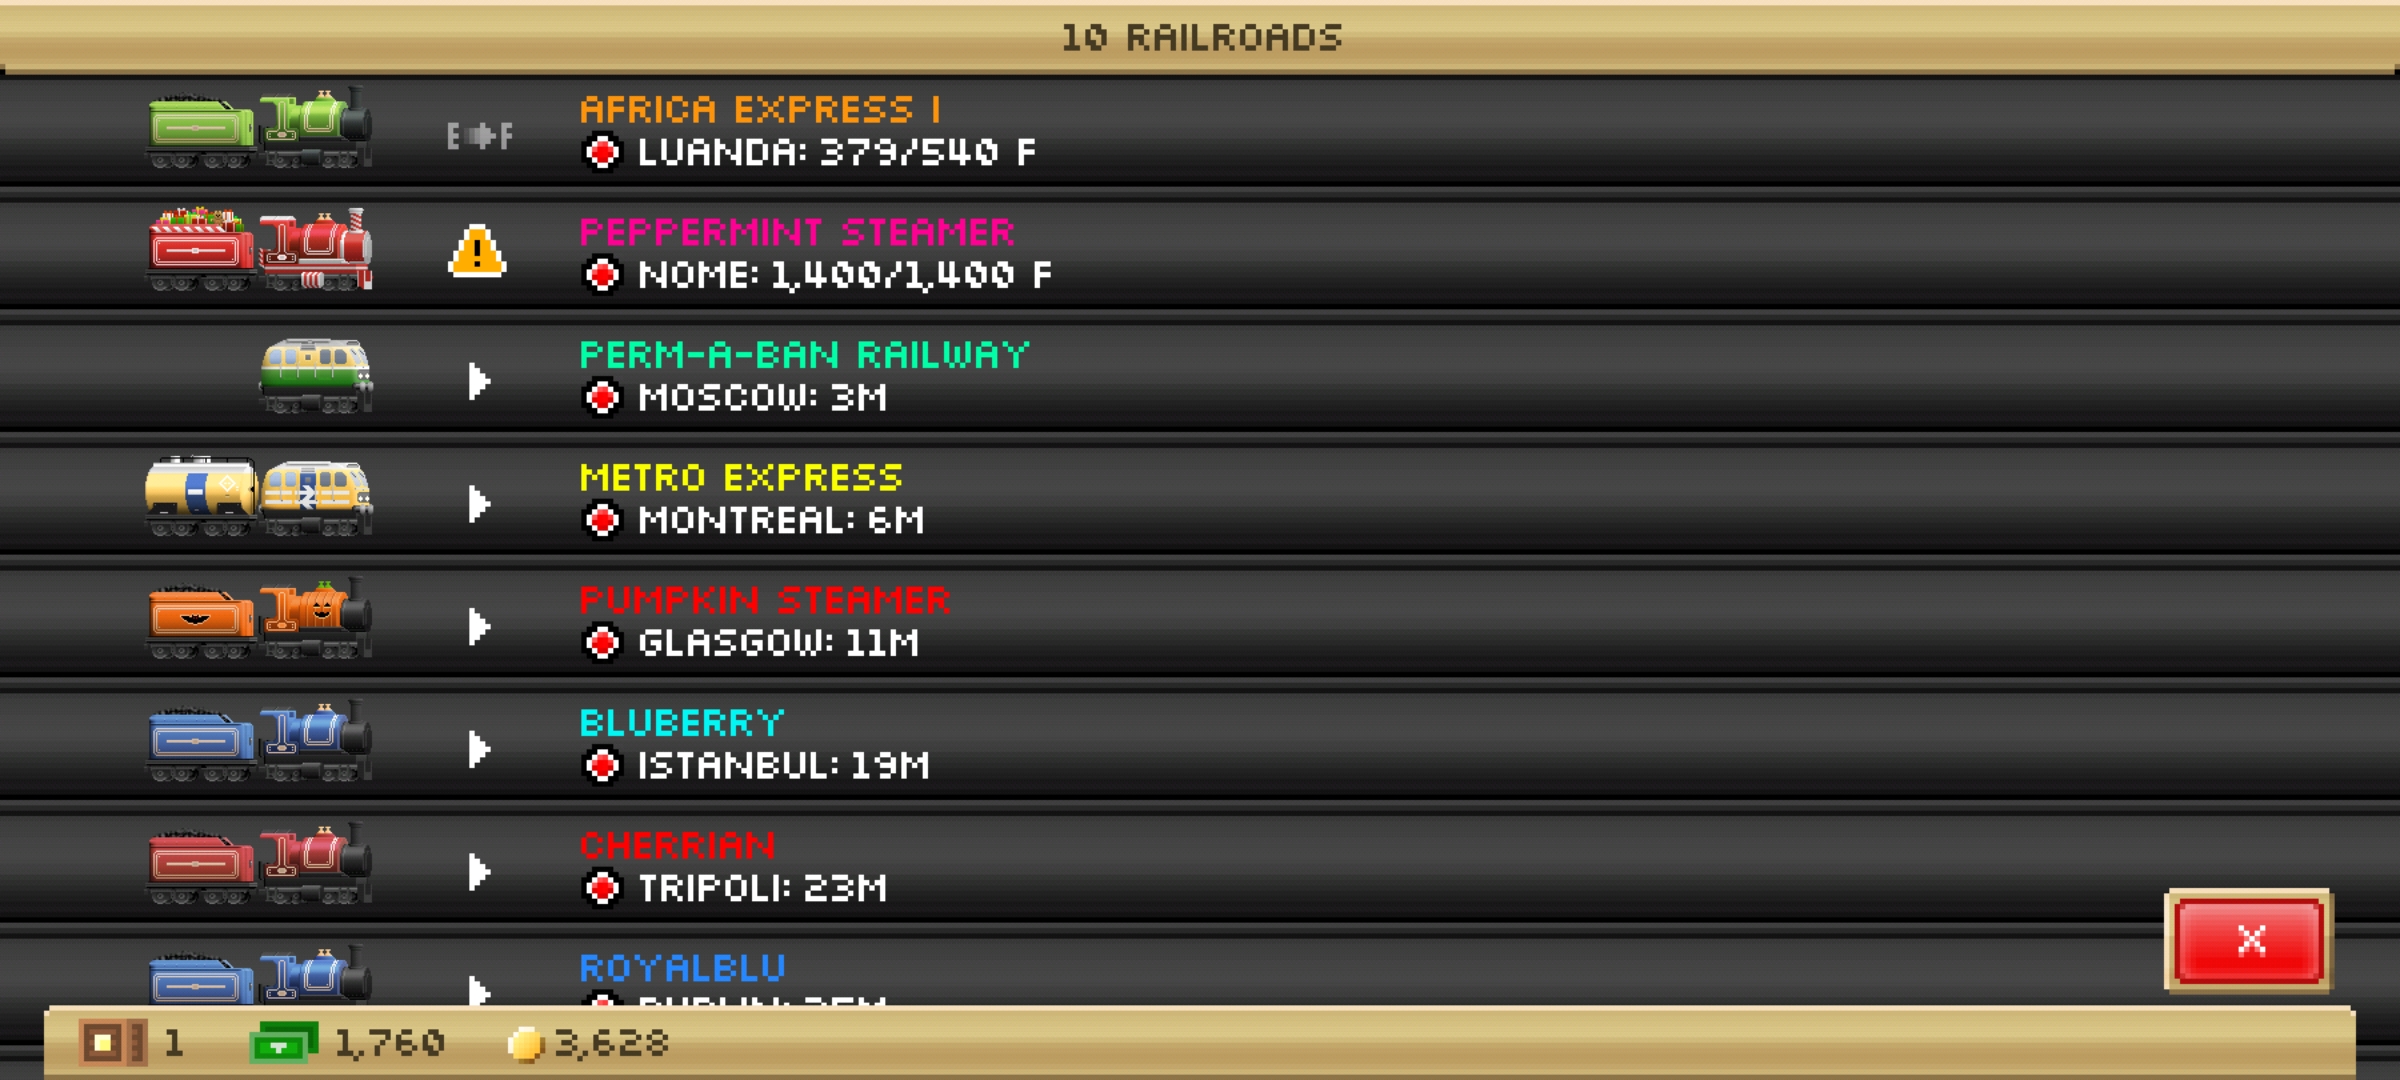 10 RAILROADS
AFRICA EXPRESS I
E F
LUANDA: 379/540 F
PEPPERMINT STEAMER
!
NOME: 1,400/1,400 F
PERM-A-BAN RAILWAY
MOSCOW: 3M
METRO EXPRESS
MONTREAL: 6M
PUMPKIN STEAMER
GLASGOW: 11M
BLUBERRY
ISTANBUL: 19M
CHERRIAN
TRIPOLI: 23M
X
ROYALBLU
1 1,760 3,628